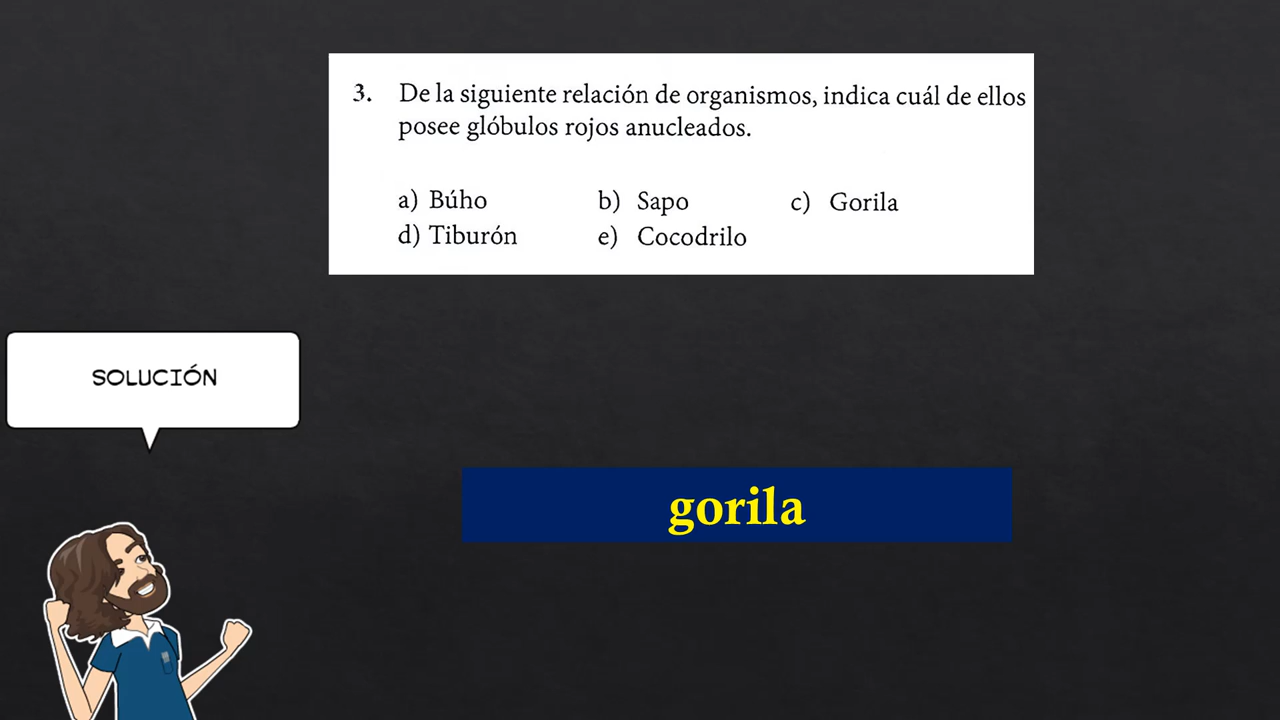 3. De la siguiente relación de organismos, indica cuál de ellos
posee glóbulos rojos anucleados.
a) Búho b) Sapo c) Gorila
d) Tiburón e) Cocodrilo
SOLUCIÓN
gorila